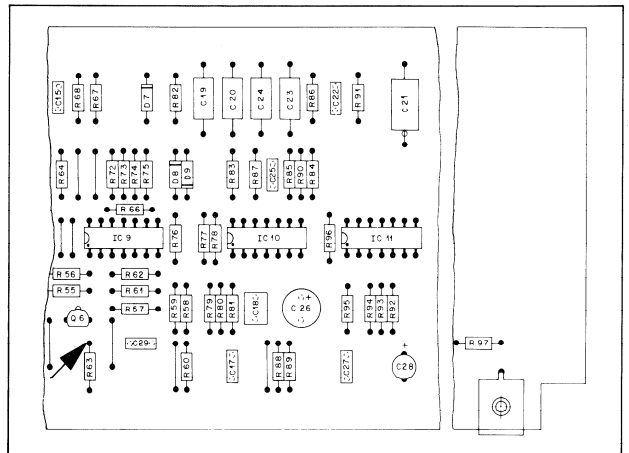 C15
R68
R67
D7
R82
C19
C20
C24
C23
R86
C22
R91
C21
R64
R72
R73
R74
R75
D8
D9
R83
R87
C25
R85
R90
R84
R66
IC 9
R76
R77
R78
IC 10
R96
IC 11
R56
R62
R55
R61
R57
R59
R58
R79
R80
R81
C18
+
C 26
R95
R94
R93
R92
Q6
R63
C29
R60
C17
R88
R89
C27
+
C28
R97